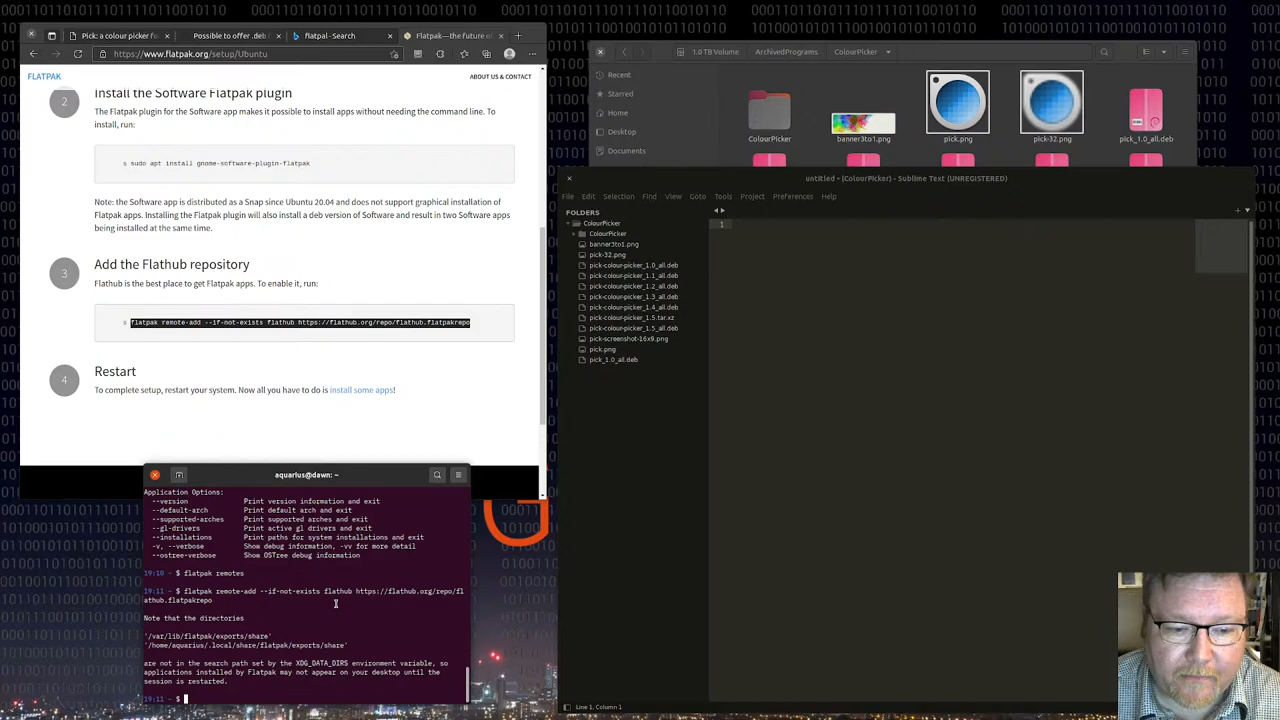 Pick: a colour picker for
Possible to offer .deb
flatpal - Search
Flatpak—the future of
https://www.flatpak.org/setup/Ubuntu
FLATPAK
ABOUT US & CONTACT
2
Install the Software Flatpak plugin
The Flatpak plugin for the Software app makes it possible to install apps without needing the command line. To
install, run:
$ sudo apt install gnome-software-plugin-flatpak
Note: the Software app is distributed as a Snap since Ubuntu 20.04 and does not support graphical installation of
Flatpak apps. Installing the Flatpak plugin will also install a deb version of Software and result in two Software apps
being installed at the same time.
3
Add the Flathub repository
Flathub is the best place to get Flatpak apps. To enable it, run:
$ flatpak remote-add --if-not-exists flathub https://flathub.org/repo/flathub.flatpakrepo
4
Restart
To complete setup, restart your system. Now all you have to do is install some apps!
aquarius@dawn: ~
Application Options:
--version Print version information and exit
--default-arch Print default arch and exit
--supported-arches Print supported arches and exit
--gl-drivers Print active gl drivers and exit
--installations Print paths for system installations and exit
-v, --verbose Show debug information, -vv for more detail
--ostree-verbose Show OSTree debug information
19:10 ~ $ flatpak remotes
19:11 ~ $ flatpak remote-add --if-not-exists flathub https://flathub.org/repo/fl
athub.flatpakrepo
Note that the directories
'/var/lib/flatpak/exports/share'
'/home/aquarius/.local/share/flatpak/exports/share'
are not in the search path set by the XDG_DATA_DIRS environment variable, so
applications installed by Flatpak may not appear on your desktop until the
session is restarted.
19:11 ~ $
1.0 TB Volume
ArchivedPrograms
ColourPicker
Recent
Starred
Home
Desktop
Documents
ColourPicker
banner3to1.png
pick.png
pick-32.png
pick_1.0_all.deb
untitled - (ColourPicker) - Sublime Text (UNREGISTERED)
File Edit Selection Find View Goto Tools Project Preferences Help
FOLDERS
ColourPicker
ColourPicker
banner3to1.png
pick-32.png
pick-colour-picker_1.0_all.deb
pick-colour-picker_1.1_all.deb
pick-colour-picker_1.2_all.deb
pick-colour-picker_1.3_all.deb
pick-colour-picker_1.4_all.deb
pick-colour-picker_1.5.tar.xz
pick-colour-picker_1.5_all.deb
pick-screenshot-16x9.png
pick.png
pick_1.0_all.deb
1
Line 1, Column 1